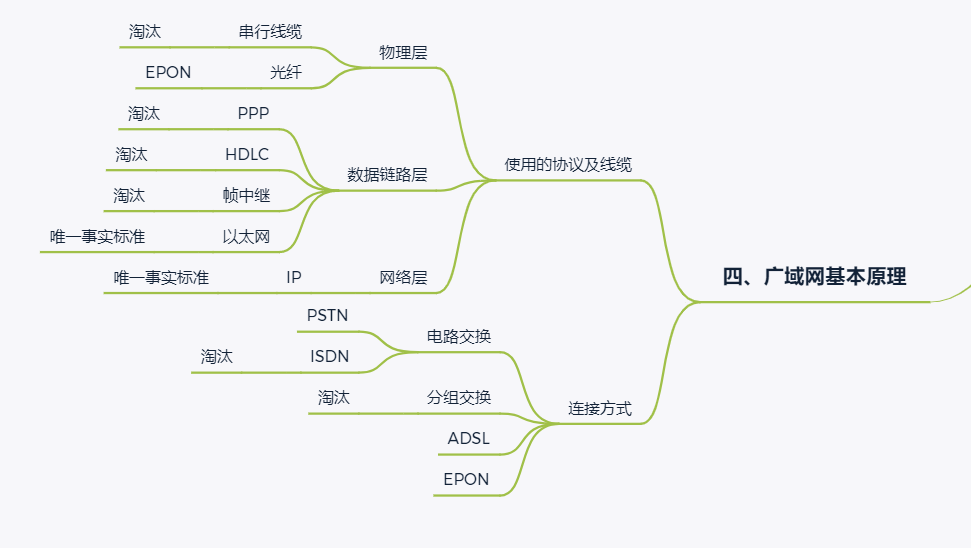 四、广域网基本原理
使用的协议及线缆
物理层
串行线缆
淘汰
光纤
EPON
数据链路层
PPP
淘汰
HDLC
淘汰
帧中继
淘汰
以太网
唯一事实标准
网络层
IP
唯一事实标准
连接方式
电路交换
PSTN
ISDN
淘汰
分组交换
淘汰
ADSL
EPON